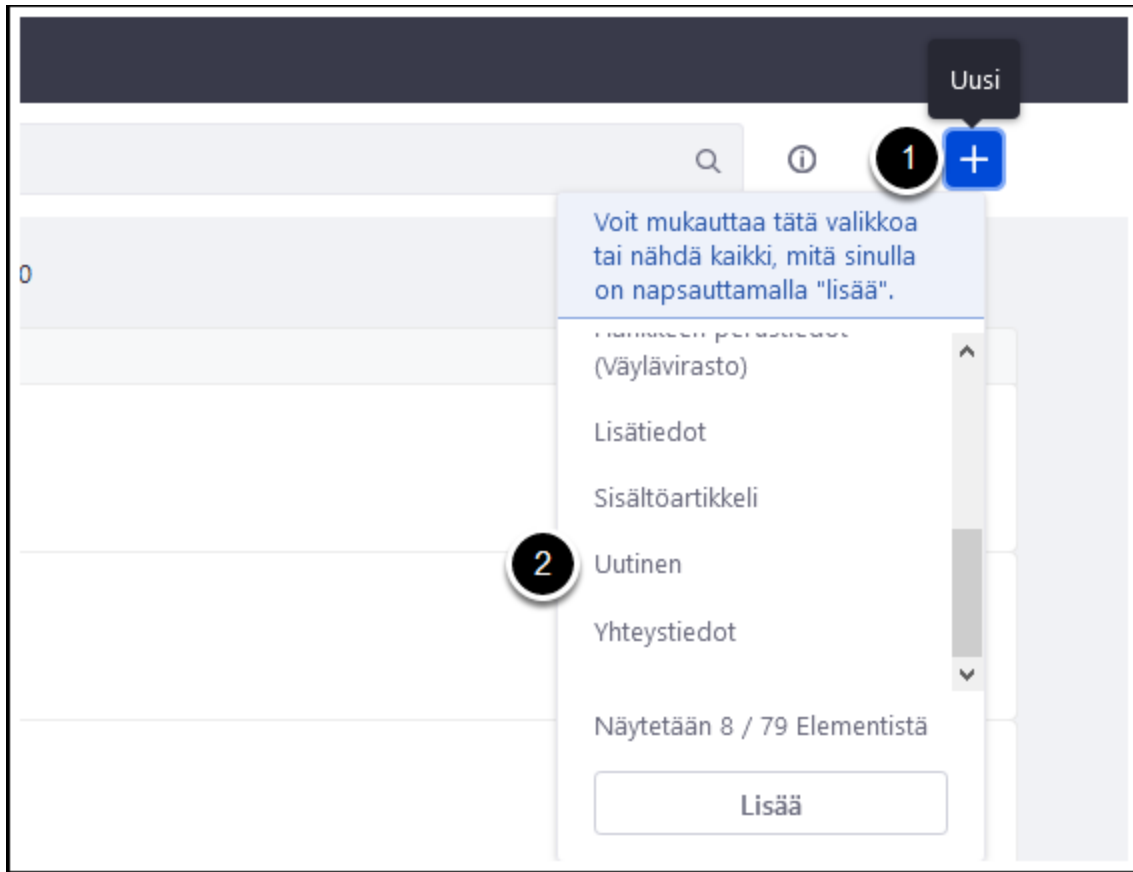 Uusi
1
0
Voit mukauttaa tätä valikkoa
tai nähdä kaikki, mitä sinulla
on napsauttamalla "lisää".
perustiedot
(Väylävirasto)
Lisätiedot
Sisältöartikkeli
2
Uutinen
Yhteystiedot
Näytetään 8 / 79 Elementistä
Lisää